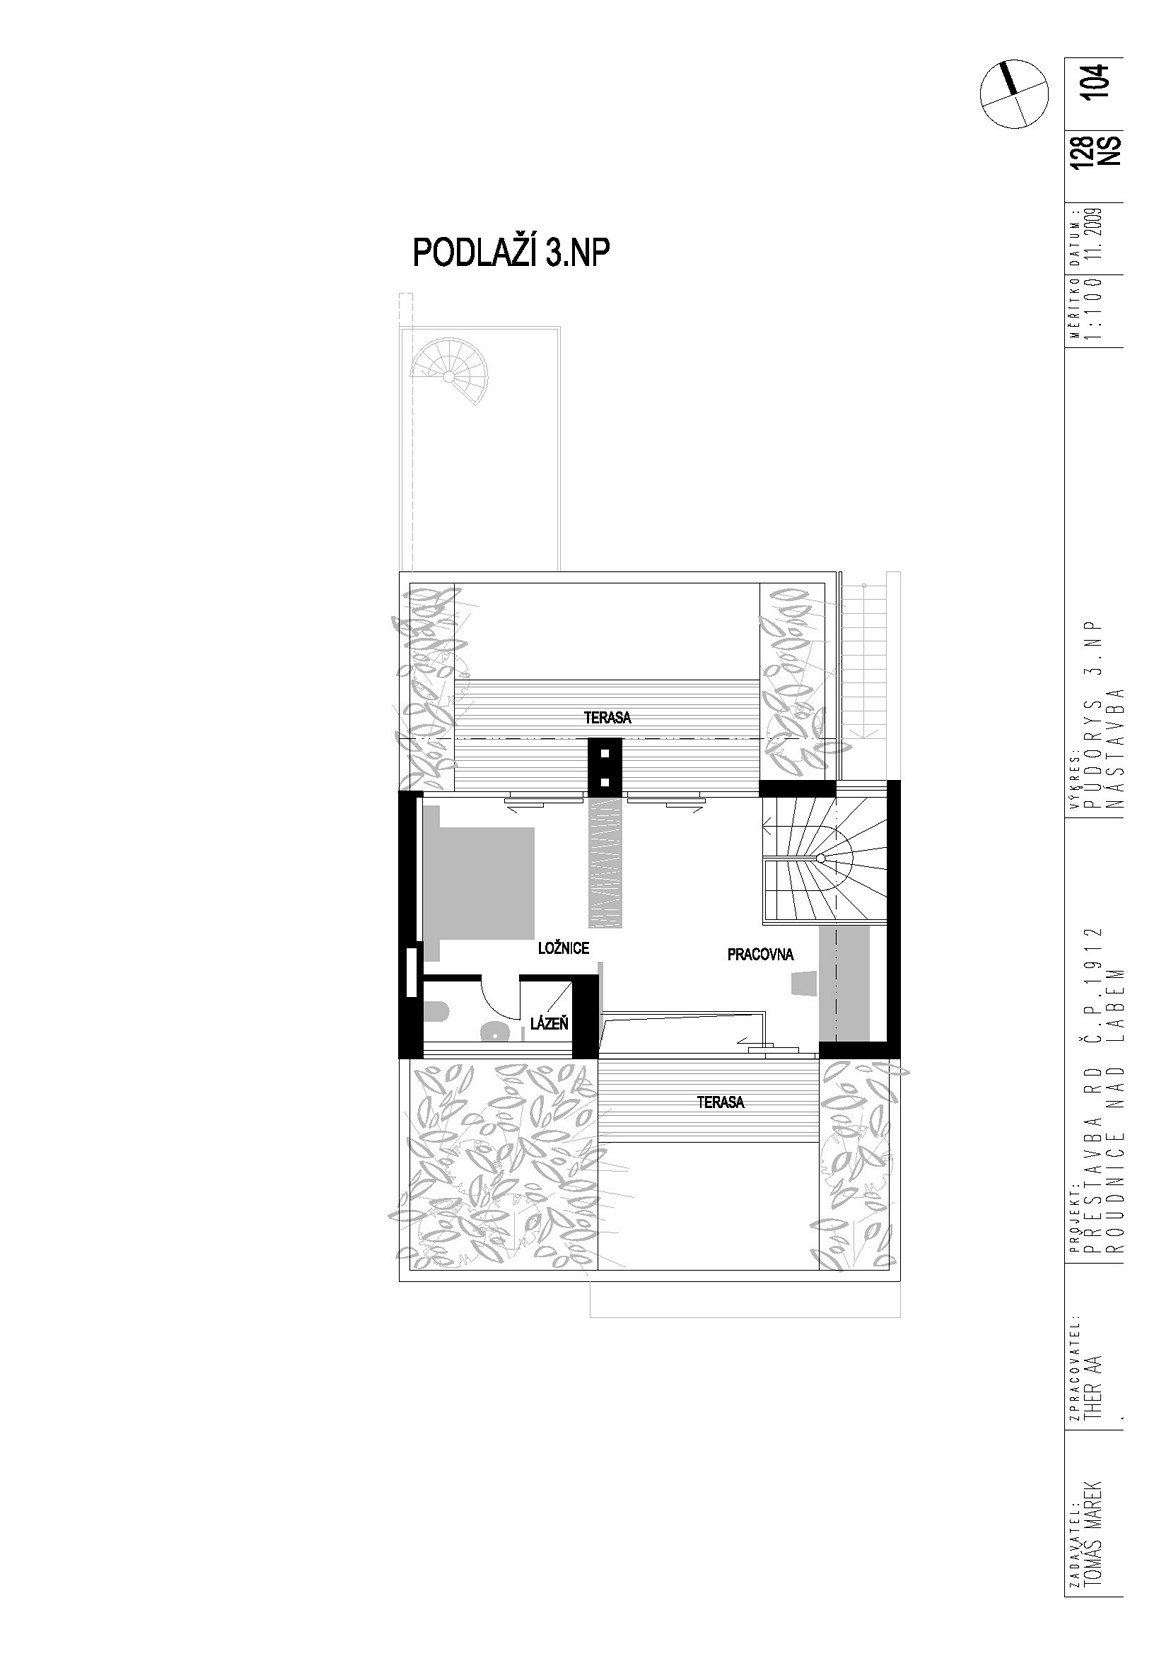 104
128
NS
DATUM :
11. 2009
MĚŘÍTKO
1:100
PODLAŽÍ 3.NP
VÝKRES:
PŮDORYS 3.NP
NÁSTAVBA
TERASA
LOŽNICE
PRACOVNA
LÁZEŇ
TERASA
PROJEKT:
PŘESTAVBA RD Č.P.1912
ROUDNICE NAD LABEM
ZPRACOVATEL:
THER AA
.
ZADAVATEL:
TOMÁŠ MAREK